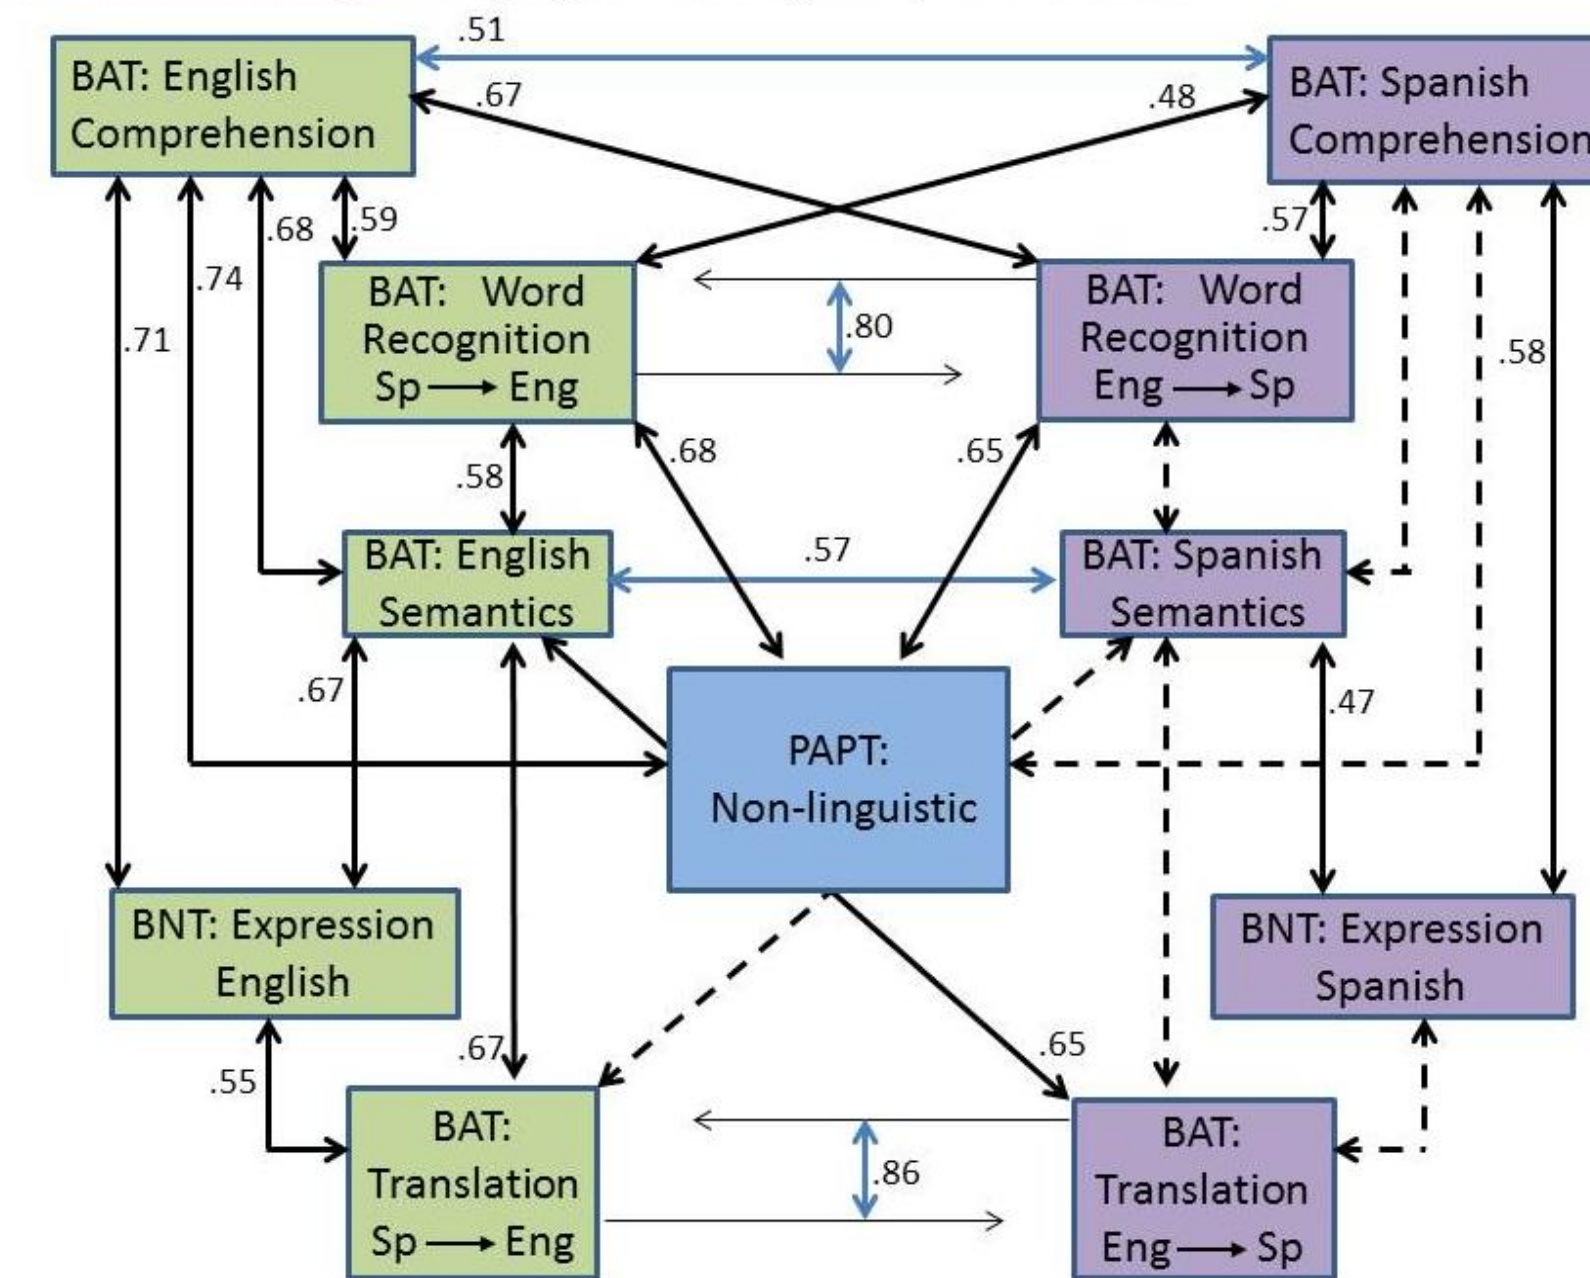 .51
BAT: English
Comprehension
BAT: Spanish
Comprehension
.67
.48
.59
.68
.74
.71
.57
.58
BAT: Word
Recognition
Sp → Eng
.80
BAT: Word
Recognition
Eng → Sp
.58
.68
.65
BAT: English
Semantics
.57
BAT: Spanish
Semantics
.67
.47
PAPT:
Non-linguistic
BNT: Expression
English
BNT: Expression
Spanish
.67
.55
.65
BAT:
Translation
Sp → Eng
.86
BAT:
Translation
Eng → Sp